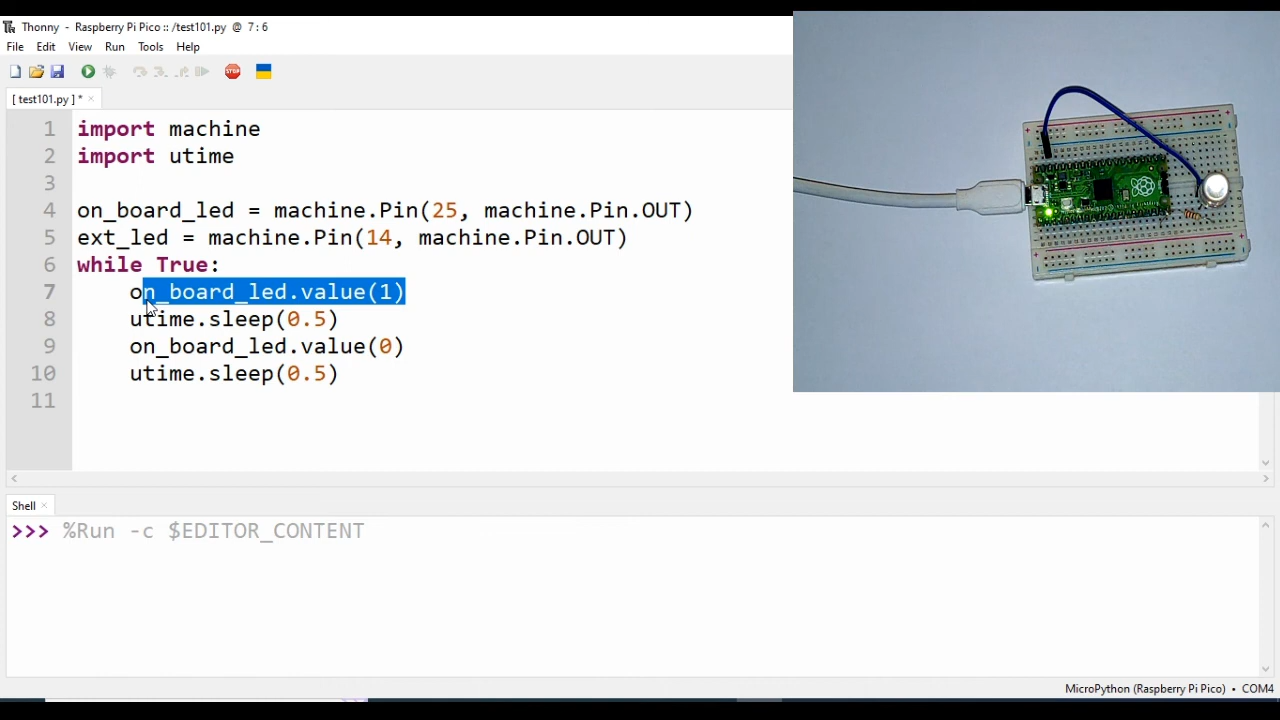 Thonny - Raspberry Pi Pico :: /test101.py @ 7 : 6
File Edit View Run Tools Help
STOP
[ test101.py ] * ×
1 import machine
2 import utime
3
4 on_board_led = machine.Pin(25, machine.Pin.OUT)
5 ext_led = machine.Pin(14, machine.Pin.OUT)
6 while True:
7     on_board_led.value(1)
8     utime.sleep(0.5)
9     on_board_led.value(0)
10     utime.sleep(0.5)
11
Shell ×
>>> %Run -c $EDITOR_CONTENT
MicroPython (Raspberry Pi Pico) • COM4